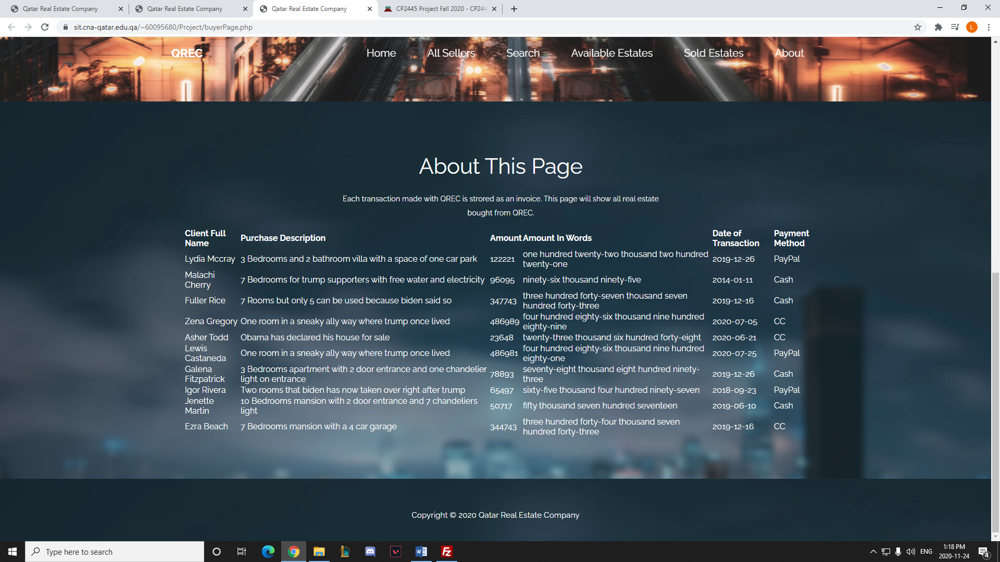 Qatar Real Estate Company
Qatar Real Estate Company
Qatar Real Estate Company
CP2445 Project Fall 2020 - CP244
sit.cna-qatar.edu.qa/~60095680/Project/buyerPage.php
L
QREC Home All Sellers Search Available Estates Sold Estates About
About This Page
Each transaction made with QREC is strored as an invoice. This page will show all real estate
bought from QREC.
Client Full Name Purchase Description Amount Amount In Words Date of Transaction Payment Method
Lydia Mccray 3 Bedrooms and 2 bathroom villa with a space of one car park 122221 one hundred twenty-two thousand two hundred twenty-one 2019-12-26 PayPal
Malachi Cherry 7 Bedrooms for trump supporters with free water and electricity 96095 ninety-six thousand ninety-five 2014-01-11 Cash
Fuller Rice 7 Rooms but only 5 can be used because biden said so 347743 three hundred forty-seven thousand seven hundred forty-three 2019-12-16 Cash
Zena Gregory One room in a sneaky ally way where trump once lived 486989 four hundred eighty-six thousand nine hundred eighty-nine 2020-07-05 CC
Asher Todd Obama has declared his house for sale 23648 twenty-three thousand six hundred forty-eight 2020-06-21 CC
Lewis Castaneda One room in a sneaky ally way where trump once lived 486981 four hundred eighty-six thousand nine hundred eighty-one 2020-07-25 PayPal
Galena Fitzpatrick 3 Bedrooms apartment with 2 door entrance and one chandelier light on entrance 78893 seventy-eight thousand eight hundred ninety-three 2019-12-26 Cash
Igor Rivera Two rooms that biden has now taken over right after trump 65497 sixty-five thousand four hundred ninety-seven 2018-09-23 PayPal
Jenette Martin 10 Bedrooms mansion with 2 door entrance and 7 chandeliers light 50717 fifty thousand seven hundred seventeen 2019-06-10 Cash
Ezra Beach 7 Bedrooms mansion with a 4 car garage 344743 three hundred forty-four thousand seven hundred forty-three 2019-12-16 CC
Copyright © 2020 Qatar Real Estate Company
Type here to search
ENG
1:18 PM
2020-11-24
4